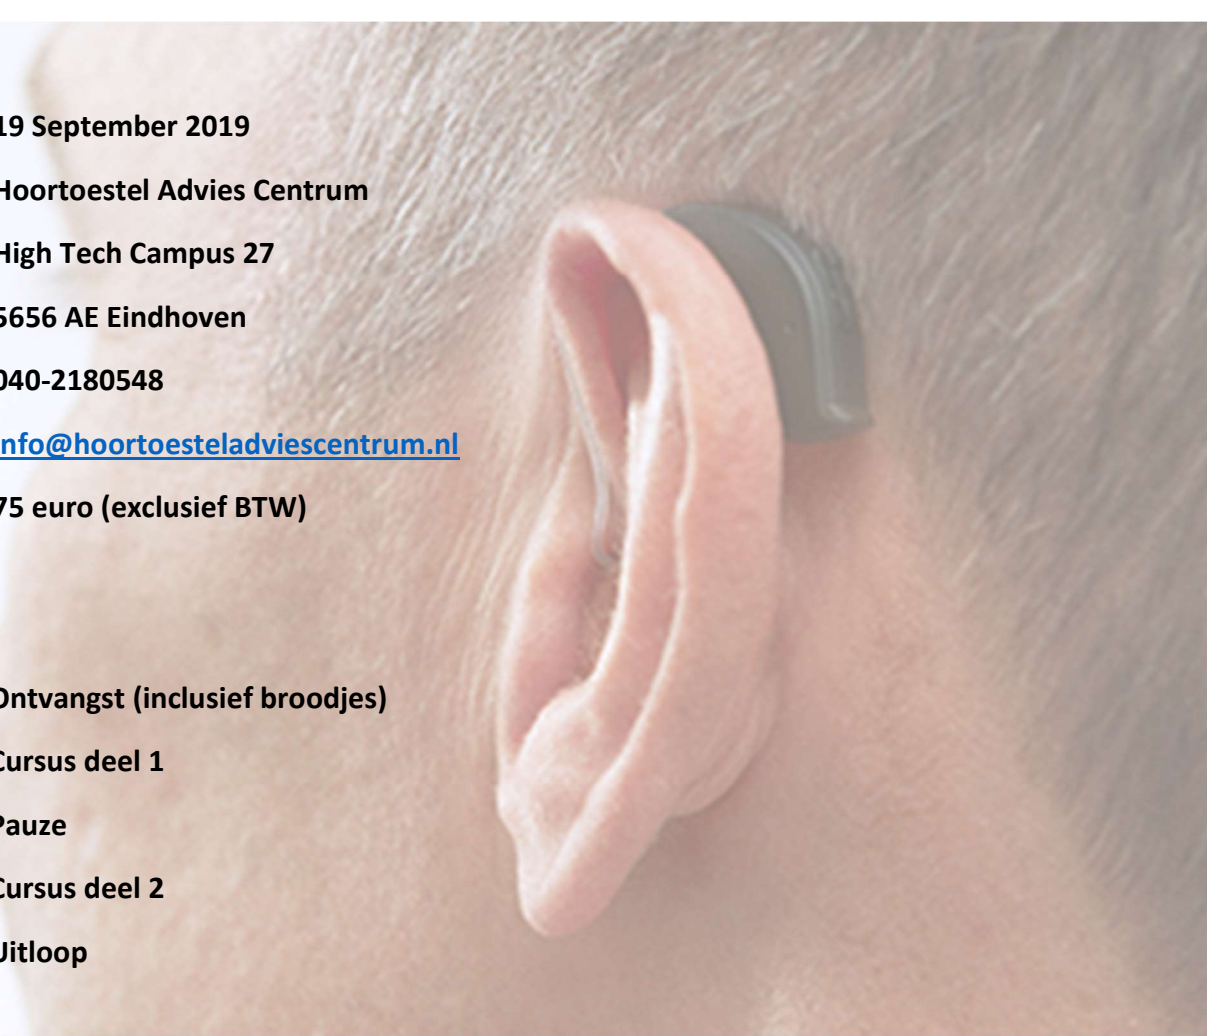 19 September 2019
Hoortoestel Advies Centrum
High Tech Campus 27
5656 AE Eindhoven
040-2180548
info@hoortoesteladviescentrum.nl
75 euro (exclusief BTW)
Ontvangst (inclusief broodjes)
Cursus deel 1
Pauze
Cursus deel 2
Uitloop